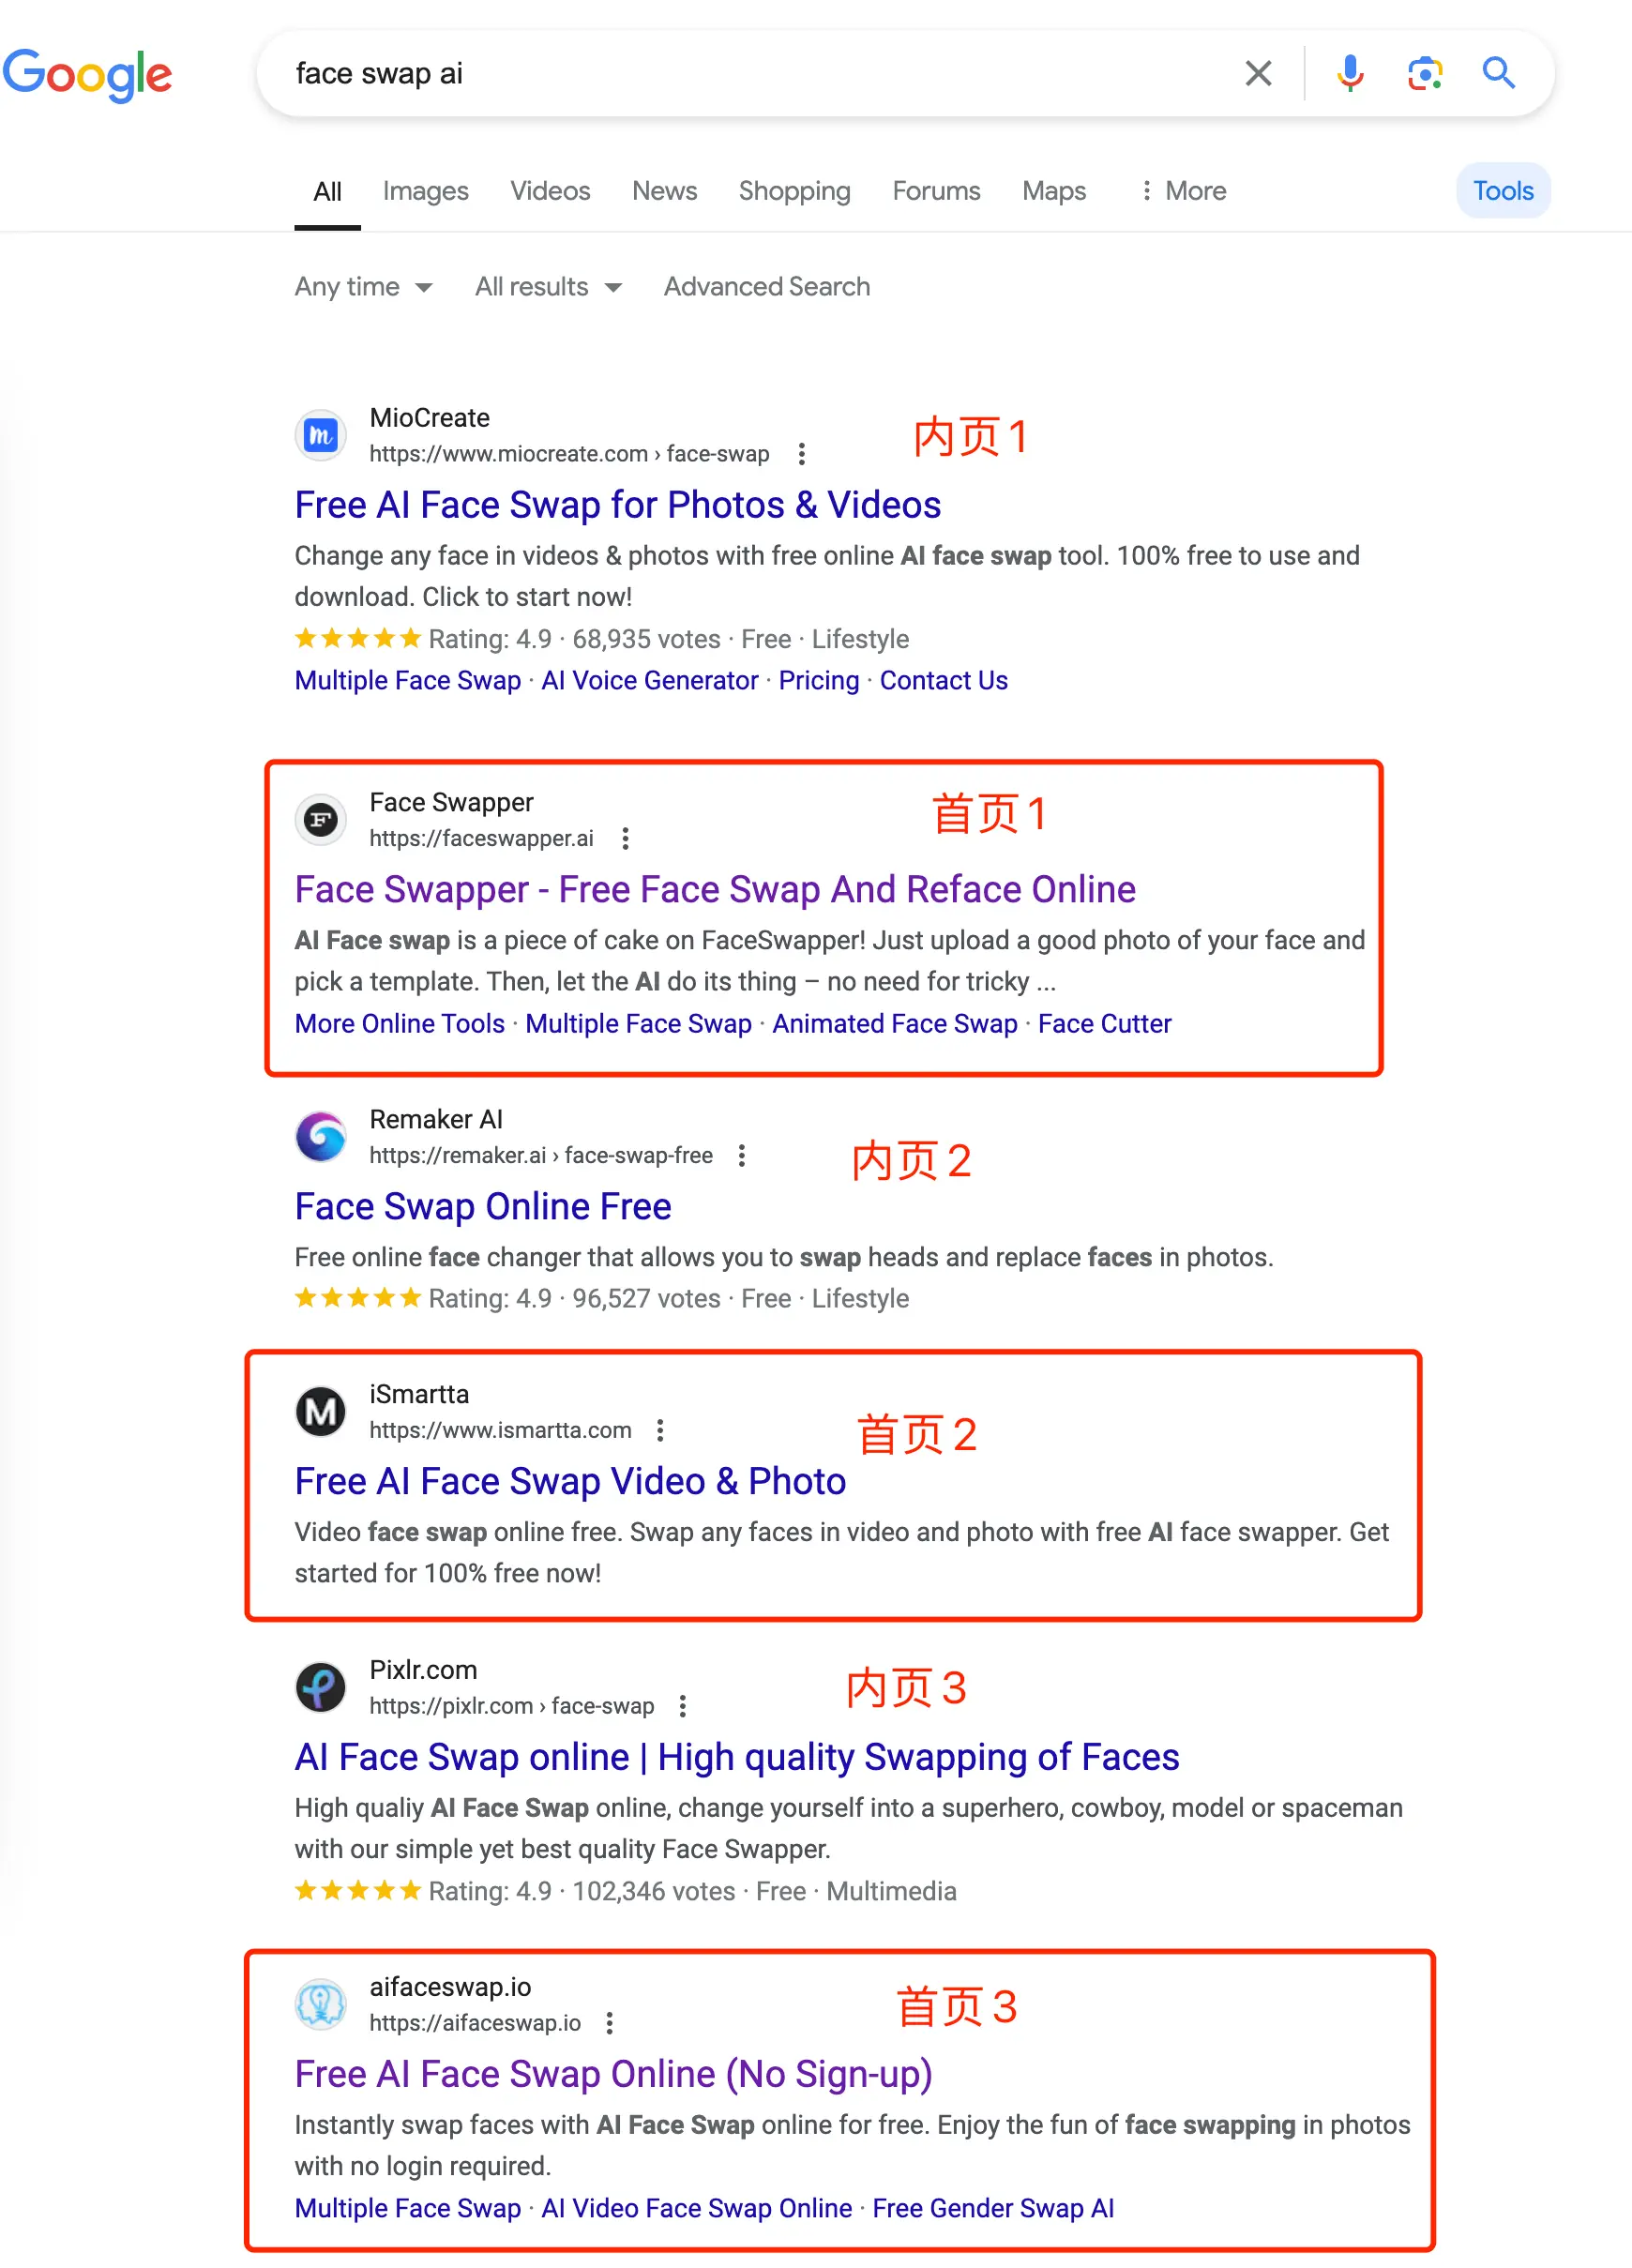 Google
face swap ai
All Images Videos News Shopping Forums Maps More Tools
Any time All results Advanced Search
MioCreate
https://www.miocreate.com › face-swap
内页1
Free AI Face Swap for Photos & Videos
Change any face in videos & photos with free online AI face swap tool. 100% free to use and
download. Click to start now!
Rating: 4.9 · 68,935 votes · Free · Lifestyle
Multiple Face Swap · AI Voice Generator · Pricing · Contact Us
Face Swapper
https://faceswapper.ai
首页1
Face Swapper - Free Face Swap And Reface Online
AI Face swap is a piece of cake on FaceSwapper! Just upload a good photo of your face and
pick a template. Then, let the AI do its thing – no need for tricky ...
More Online Tools · Multiple Face Swap · Animated Face Swap · Face Cutter
Remaker AI
https://remaker.ai › face-swap-free
内页2
Face Swap Online Free
Free online face changer that allows you to swap heads and replace faces in photos.
Rating: 4.9 · 96,527 votes · Free · Lifestyle
iSmartta
https://www.ismartta.com
首页2
Free AI Face Swap Video & Photo
Video face swap online free. Swap any faces in video and photo with free AI face swapper. Get
started for 100% free now!
Pixlr.com
https://pixlr.com › face-swap
内页3
AI Face Swap online | High quality Swapping of Faces
High qualiy AI Face Swap online, change yourself into a superhero, cowboy, model or spaceman
with our simple yet best quality Face Swapper.
Rating: 4.9 · 102,346 votes · Free · Multimedia
aifaceswap.io
https://aifaceswap.io
首页3
Free AI Face Swap Online (No Sign-up)
Instantly swap faces with AI Face Swap online for free. Enjoy the fun of face swapping in photos
with no login required.
Multiple Face Swap · AI Video Face Swap Online · Free Gender Swap AI